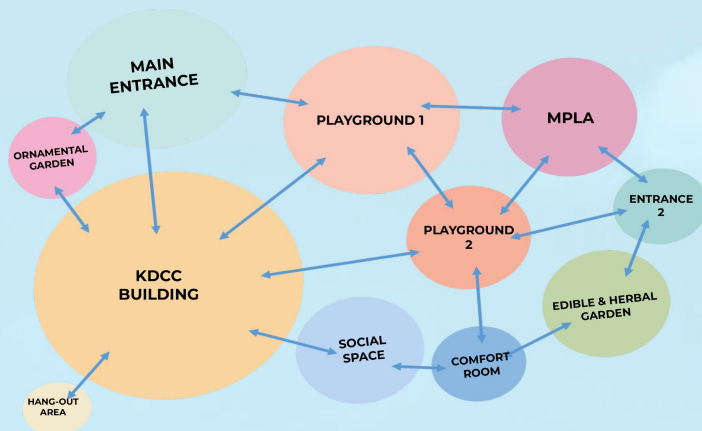 MAIN
ENTRANCE
PLAYGROUND 1
MPLA
ORNAMENTAL
GARDEN
ENTRANCE
2
PLAYGROUND
2
KDCC
BUILDING
EDIBLE & HERBAL
GARDEN
SOCIAL
SPACE
COMFORT
ROOM
HANG-OUT
AREA